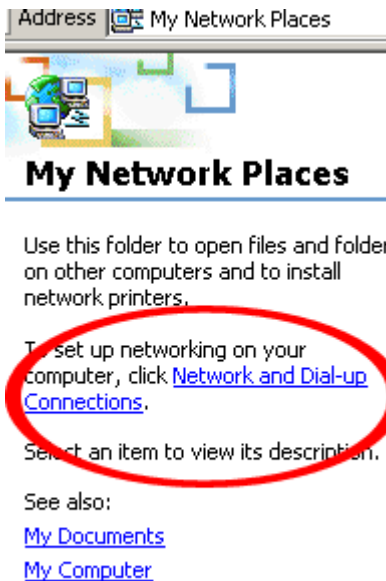 Address My Network Places
My Network Places
Use this folder to open files and folder
on other computers and to install
network printers.
To set up networking on your
computer, click Network and Dial-up
Connections.
Select an item to view its description.
See also:
My Documents
My Computer